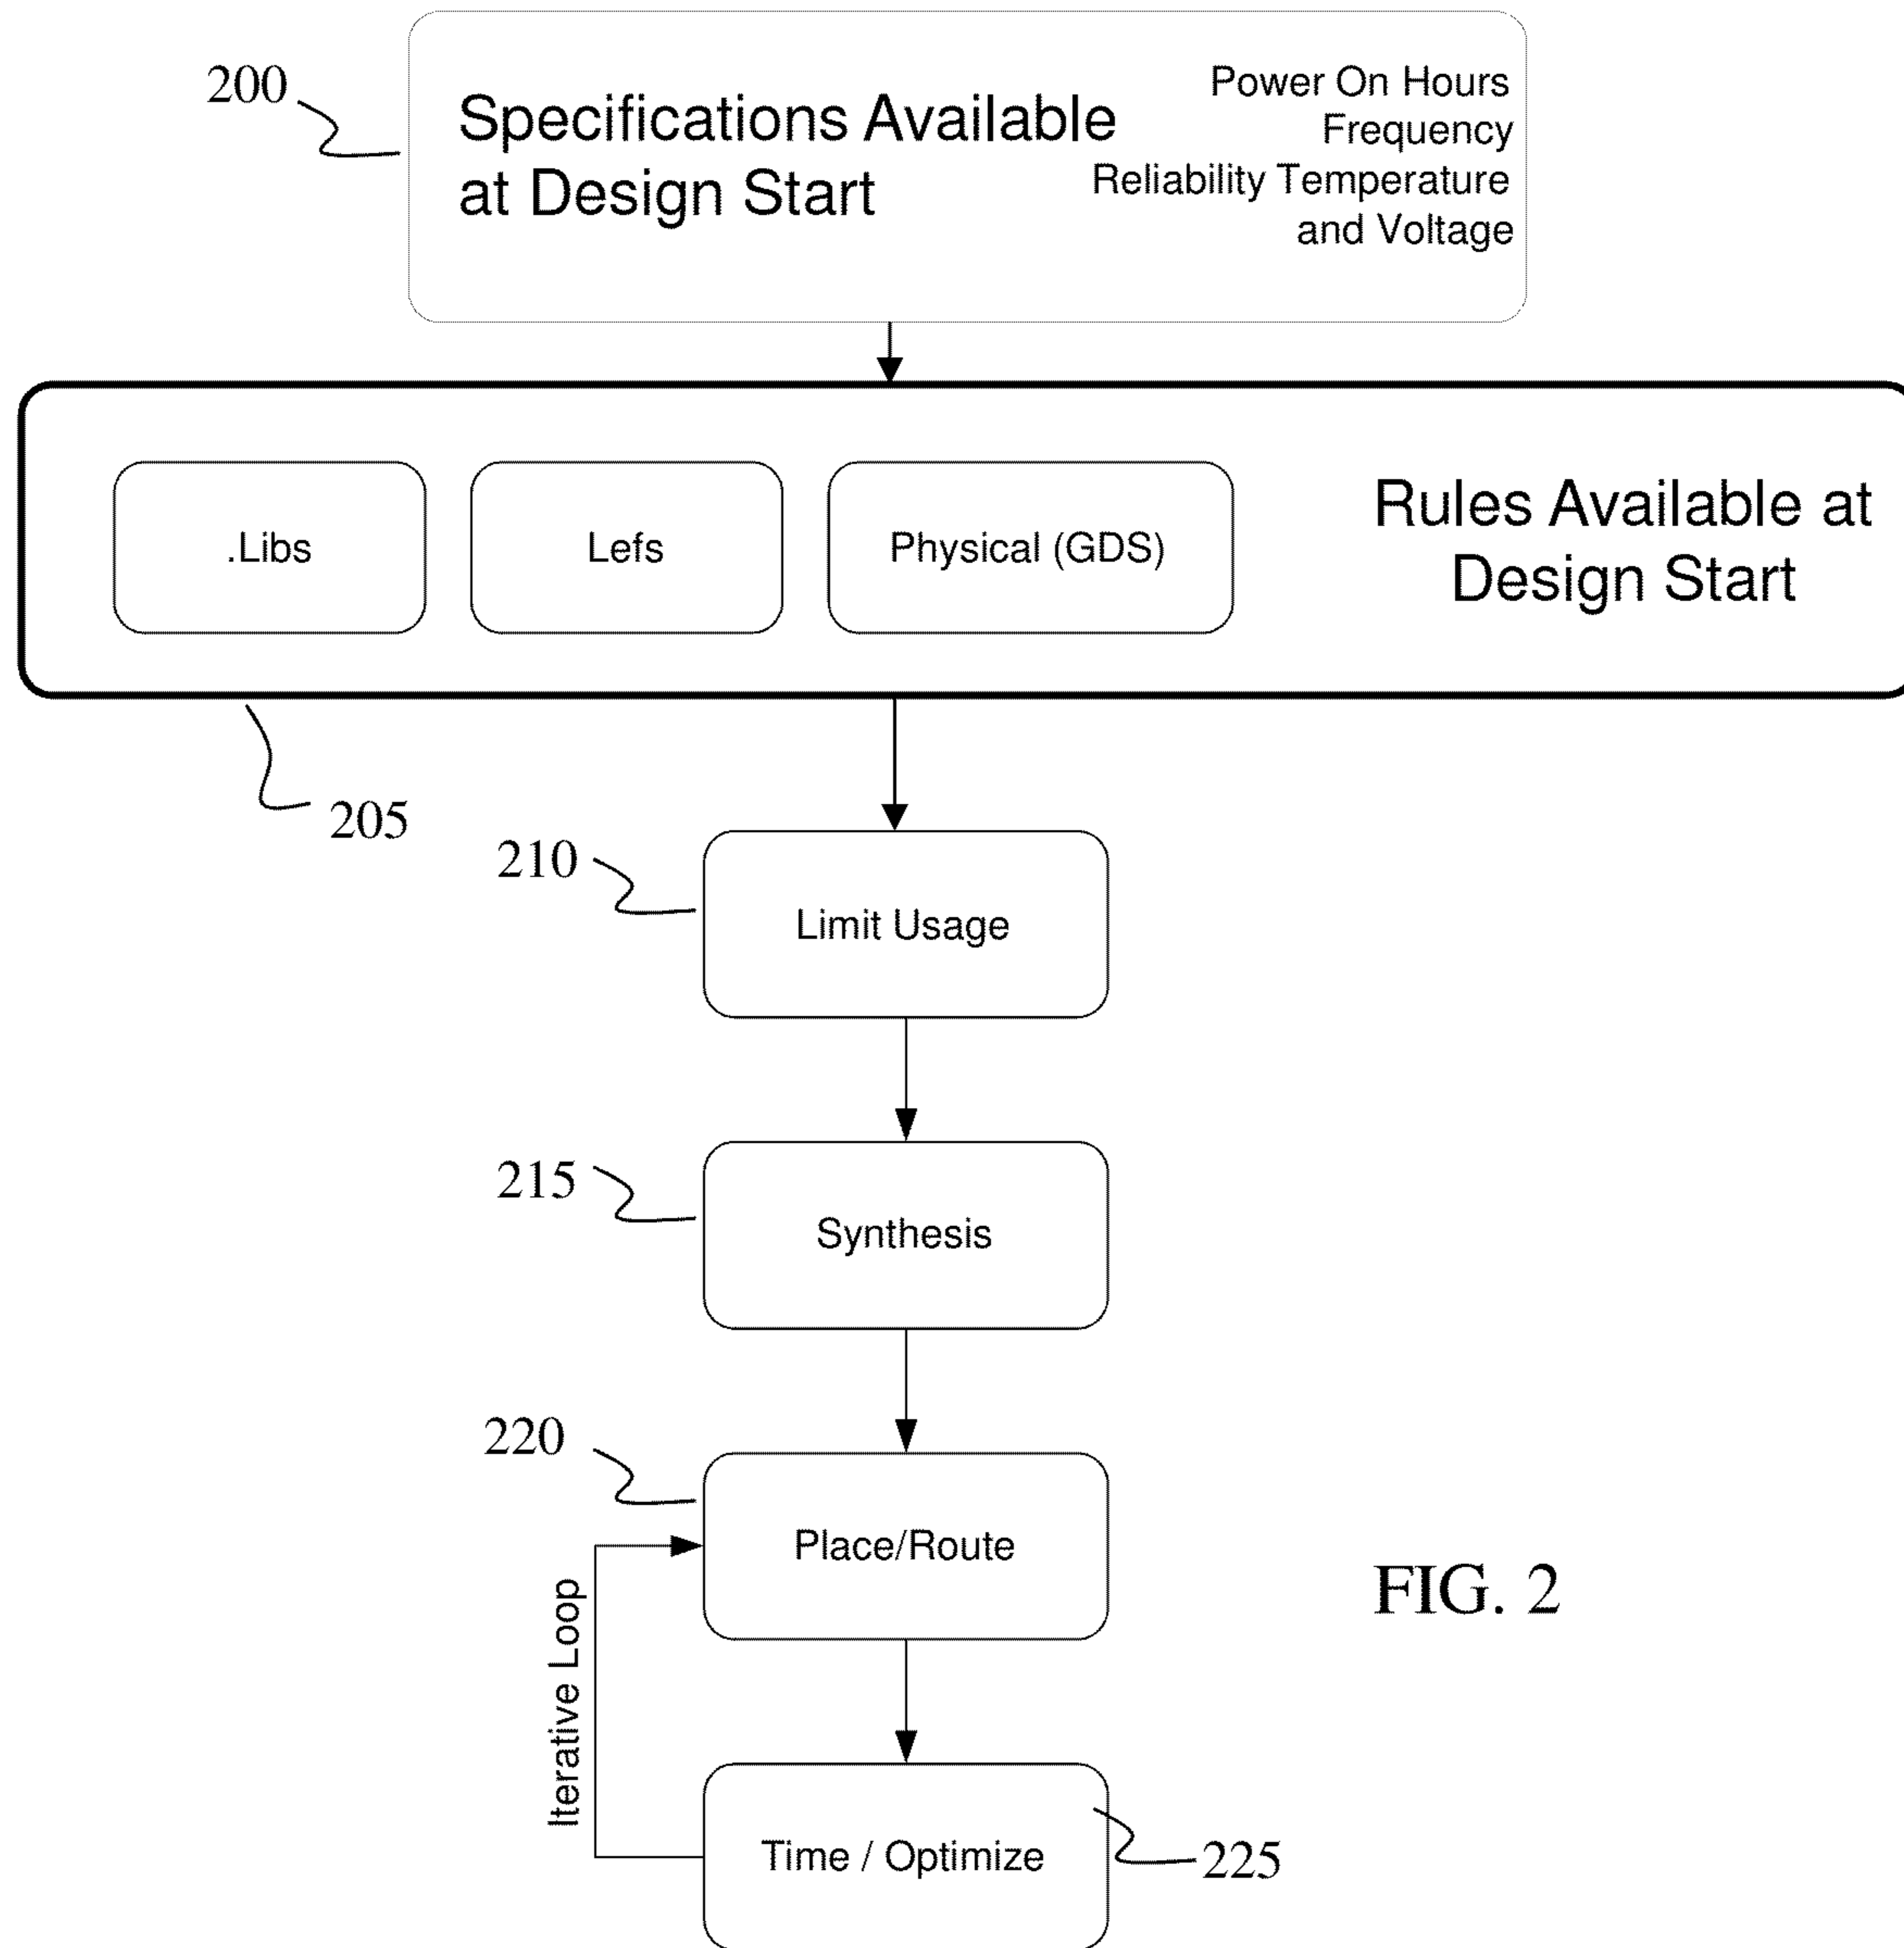 200
Specifications Available
at Design Start
Power On Hours
Frequency
Reliability Temperature
and Voltage
.Libs
Lefs
Physical (GDS)
Rules Available at
Design Start
205
210
Limit Usage
215
Synthesis
220
Place/Route
Iterative Loop
FIG. 2
Time / Optimize
225